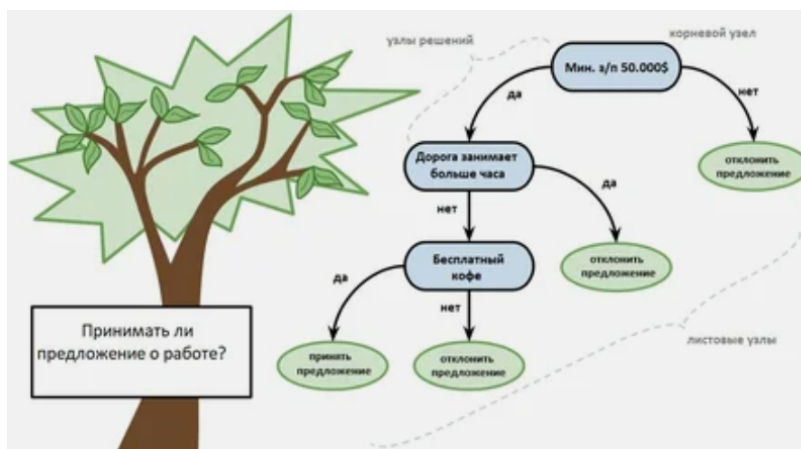 узлы решений
корневой узел
Мин. з/п 50.000$
да
нет
Дорога занимает
больше часа
отклонить
предложение
да
нет
Бесплатный
кофе
отклонить
предложение
да
нет
Принимать ли
предложение о работе?
принять
предложение
отклонить
предложение
листовые узлы